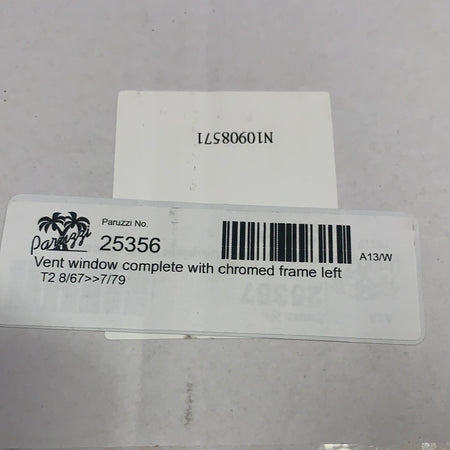 N10908571
Paruzzi No.
Paruzzi
25356
A13/W
Vent window complete with chromed frame left
T2 8/67>>7/79